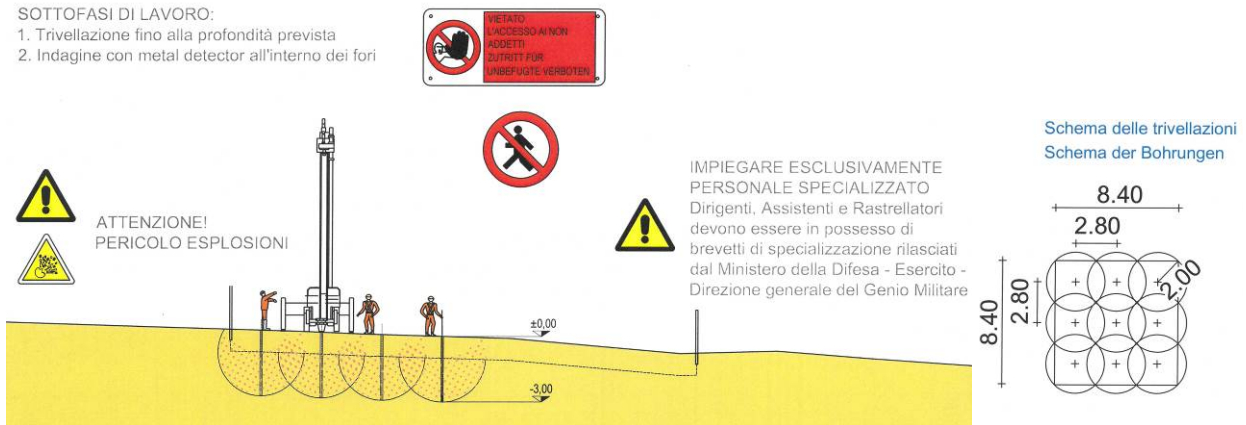 SOTTOFASI DI LAVORO:
1. Trivellazione fino alla profondità prevista
2. Indagine con metal detector all'interno dei fori
VIETATO
L'ACCESSO AI NON
ADDETTI
ZUTRITT FÜR
UNBEFUGTE VERBOTEN
ATTENZIONE!
PERICOLO ESPLOSIONI
IMPIEGARE ESCLUSIVAMENTE
PERSONALE SPECIALIZZATO
Dirigenti, Assistenti e Rastrellatori
devono essere in possesso di
brevetti di specializzazione rilasciati
dal Ministero della Difesa - Esercito -
Direzione generale del Genio Militare
±0,00
-3,00
Schema delle trivellazioni
Schema der Bohrungen
8.40
2.80
2.00
2.80
8.40